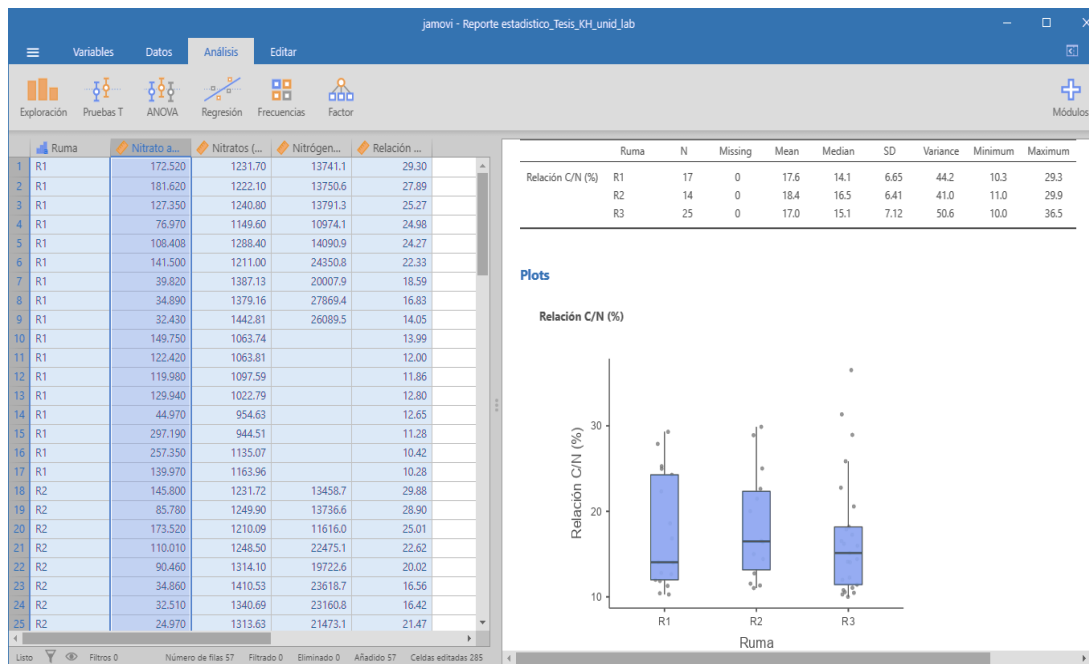 jamovi - Reporte estadistico_Tesis_KH_unid_lab
Variables Datos Análisis Editar
Exploración Pruebas T ANOVA Regresión Frecuencias Factor Módulos
Ruma Nitrato a... Nitratos (... Nitrógen... Relación ...
1 R1 172.520 1231.70 13741.1 29.30
2 R1 181.620 1222.10 13750.6 27.89
3 R1 127.350 1240.80 13791.3 25.27
4 R1 76.970 1149.60 10974.1 24.98
5 R1 108.408 1288.40 14090.9 24.27
6 R1 141.500 1211.00 24350.8 22.33
7 R1 39.820 1387.13 20007.9 18.59
8 R1 34.890 1379.16 27869.4 16.83
9 R1 32.430 1442.81 26089.5 14.05
10 R1 149.750 1063.74 13.99
11 R1 122.420 1063.81 12.00
12 R1 119.980 1097.59 11.86
13 R1 129.940 1022.79 12.80
14 R1 44.970 954.63 12.65
15 R1 297.190 944.51 11.28
16 R1 257.350 1135.07 10.42
17 R1 139.970 1163.96 10.28
18 R2 145.800 1231.72 13458.7 29.88
19 R2 85.780 1249.90 13736.6 28.90
20 R2 173.520 1210.09 11616.0 25.01
21 R2 110.010 1248.50 22475.1 22.62
22 R2 90.460 1314.10 19722.6 20.02
23 R2 34.860 1410.53 23618.7 16.56
24 R2 32.510 1340.69 23160.8 16.42
25 R2 24.970 1313.63 21473.1 21.47
Listo Filtros 0 Número de filas 57 Filtrado 0 Eliminado 0 Añadido 57 Celdas editadas 285
Ruma N Missing Mean Median SD Variance Minimum Maximum
Relación C/N (%) R1 17 0 17.6 14.1 6.65 44.2 10.3 29.3
R2 14 0 18.4 16.5 6.41 41.0 11.0 29.9
R3 25 0 17.0 15.1 7.12 50.6 10.0 36.5
Plots
Relación C/N (%)
Relación C/N (%)
30
20
10
R1 R2 R3
Ruma